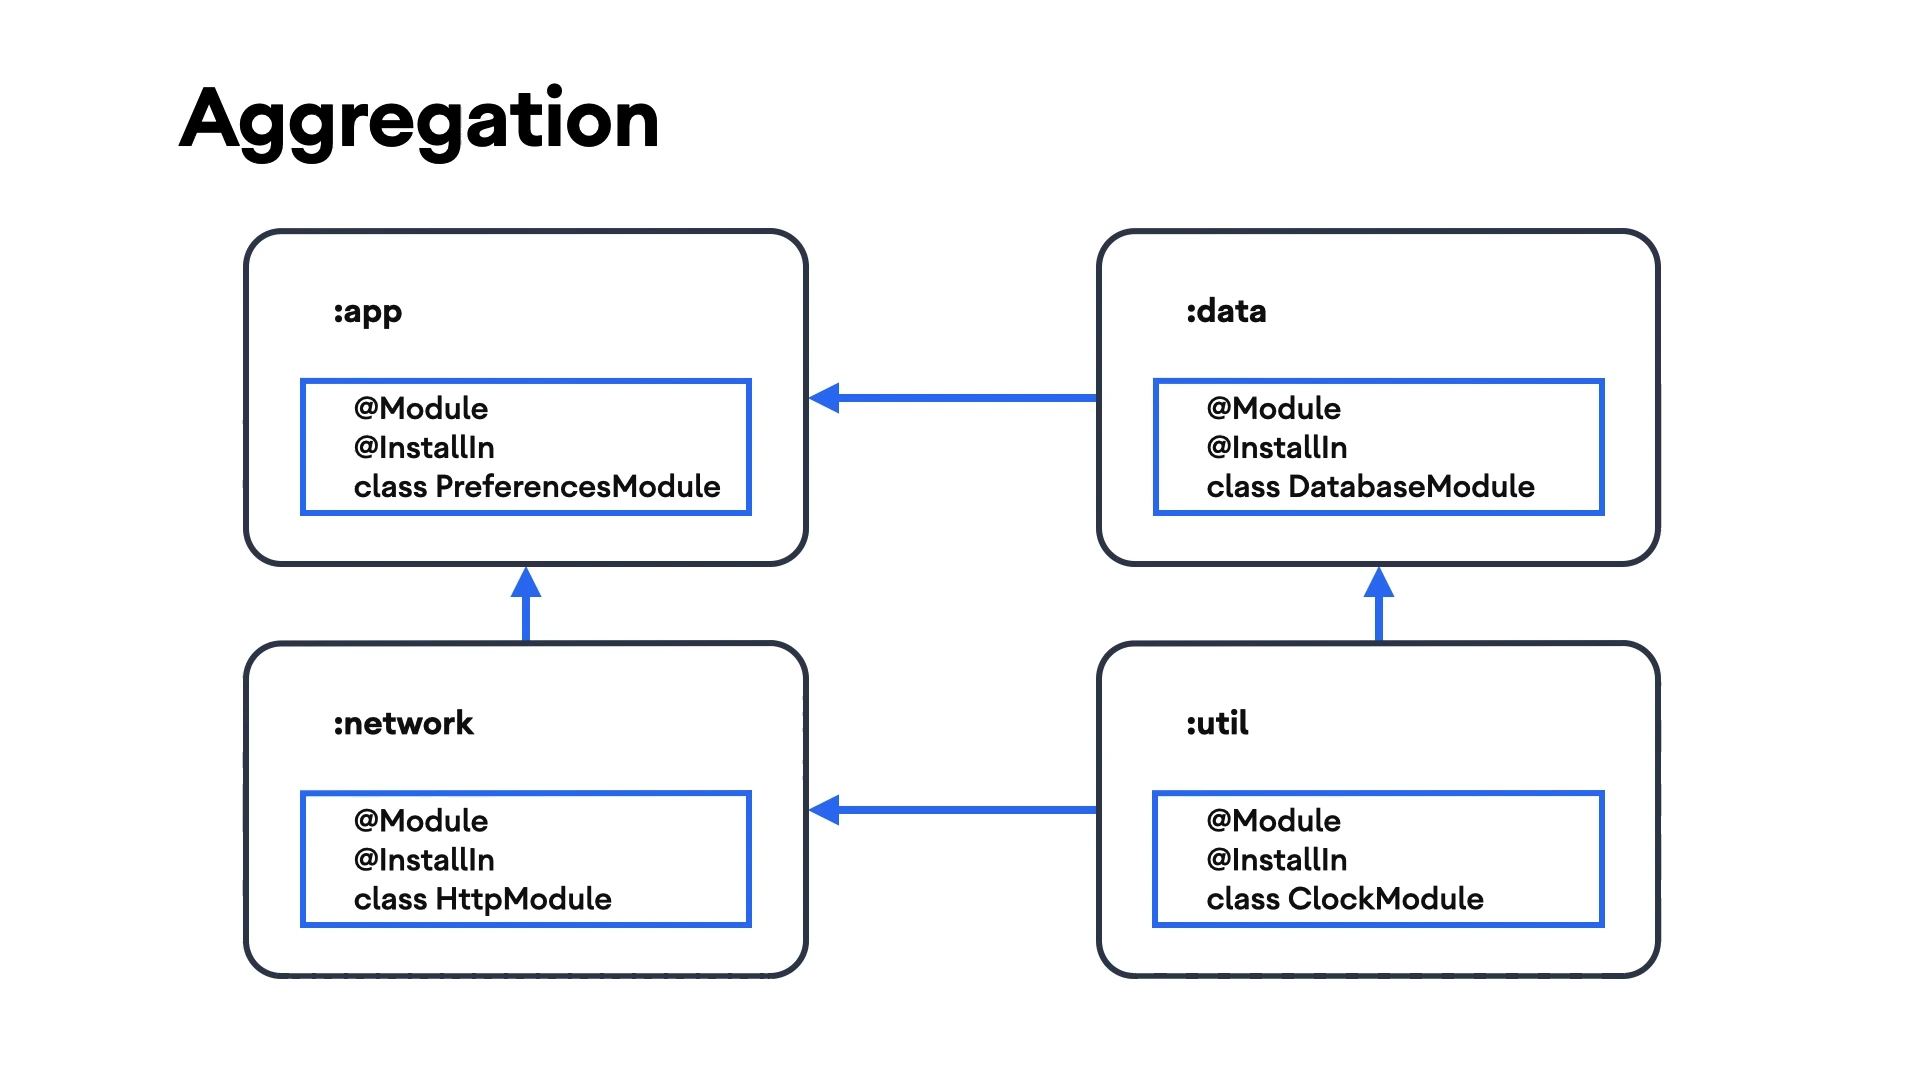 Aggregation
:app
@Module
@InstallIn
class PreferencesModule
:data
@Module
@InstallIn
class DatabaseModule
:network
@Module
@InstallIn
class HttpModule
:util
@Module
@InstallIn
class ClockModule